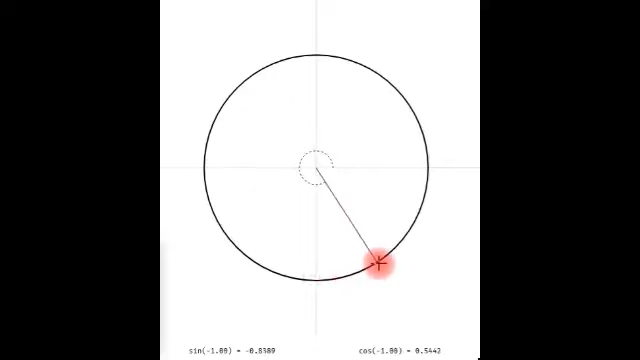 sin(-1.00) = -0.8389
cos(-1.00) = 0.5442